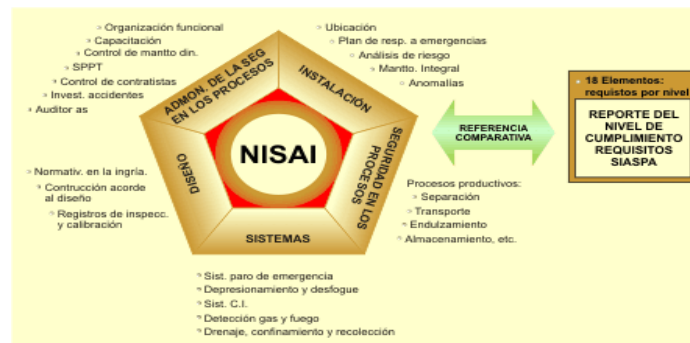 Organización funcional
Capacitación
Control de mantto din.
SPPT
Control de contratistas
Invest. accidentes
Auditor as
ADMON. DE LA SEG
EN LOS PROCESOS
INSTALACIÓN
Ubicación
Plan de resp. a emergencias
Análisis de riesgo
Mantto. Integral
Anomalías
18 Elementos:
requistos por nivel
REPORTE DEL
NIVEL DE
CUMPLIMIENTO
REQUISITOS
SIASPA
REFERENCIA
COMPARATIVA
NISAI
DISEÑO
SEGURIDAD EN LOS
PROCESOS
SISTEMAS
Normativ. en la ingría.
Contrucción acorde
al diseño
Registros de inspecc.
y calibración
Procesos productivos:
Separación
Transporte
Endulzamiento
Almacenamiento, etc.
Sist. paro de emergencia
Depresionamiento y desfogue
Sist. C.I.
Detección gas y fuego
Drenaje, confinamiento y recolección